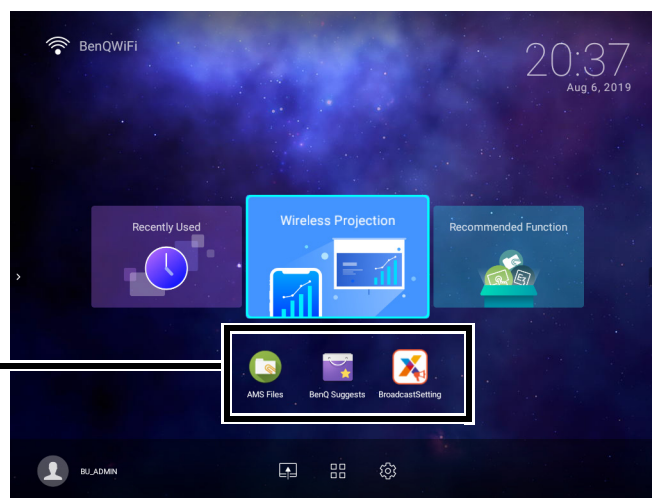 BenQWiFi
20:37
Aug 6, 2019
Recently Used
Wireless Projection
Recommended Function
AMS Files
BenQ Suggests
BroadcastSetting
BU_ADMIN